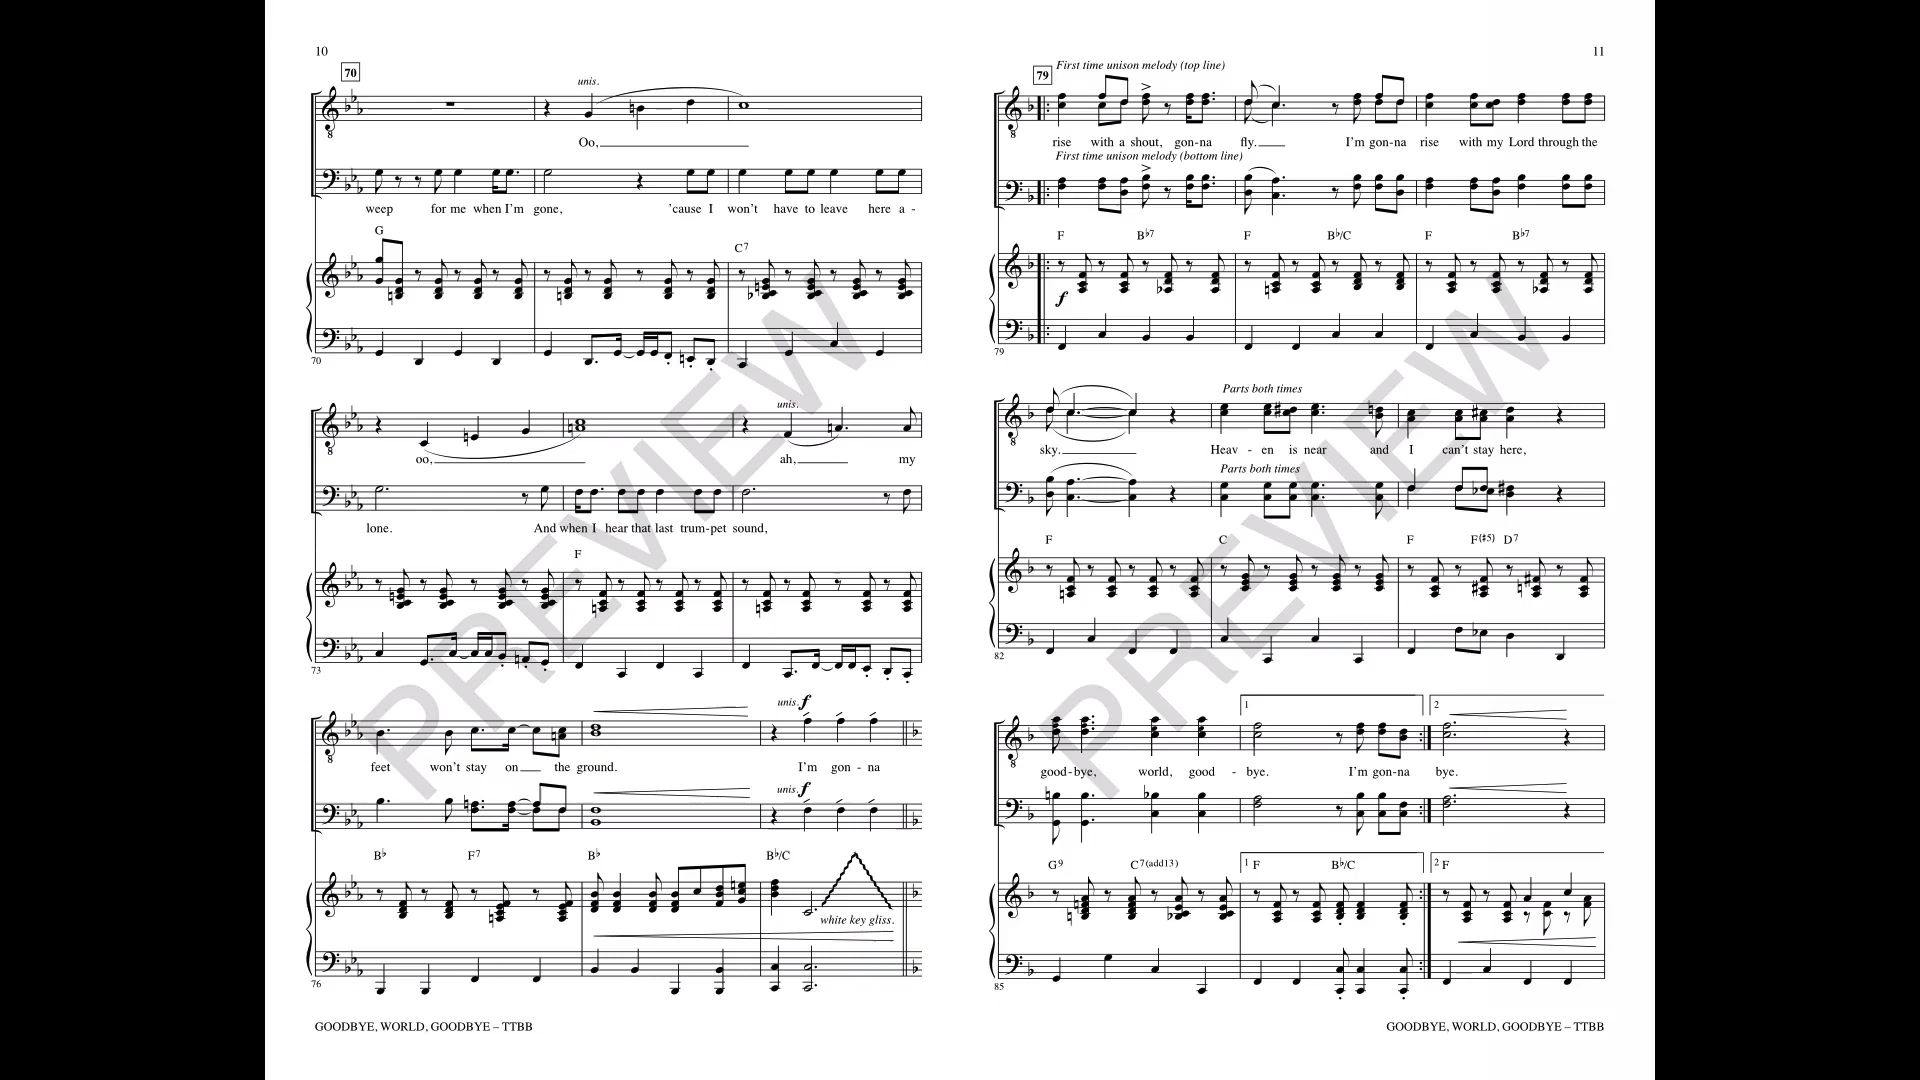 10
70
unis.
Oo,
weep for me when I'm gone, 'cause I won't have to leave here a -
G C7
70
unis.
oo, ah, my
lone. And when I hear that last trum-pet sound,
F
73
unis. f
feet won't stay on the ground. I'm gon - na
unis. f
B♭ F7 B♭ B♭/C
white key gliss.
76
GOODBYE, WORLD, GOODBYE – TTBB
11
79 First time unison melody (top line)
rise with a shout, gon-na fly. I'm gon-na rise with my Lord through the
First time unison melody (bottom line)
F B♭7 F B♭/C F B♭7
f
79
Parts both times
sky. Heav - en is near and I can't stay here,
Parts both times
F C F F(#5) D7
82
1 2
good-bye, world, good - bye. I'm gon-na bye.
G9 C7(add13) 1 F B♭/C 2 F
85
GOODBYE, WORLD, GOODBYE – TTBB
PREVIEW
PREVIEW